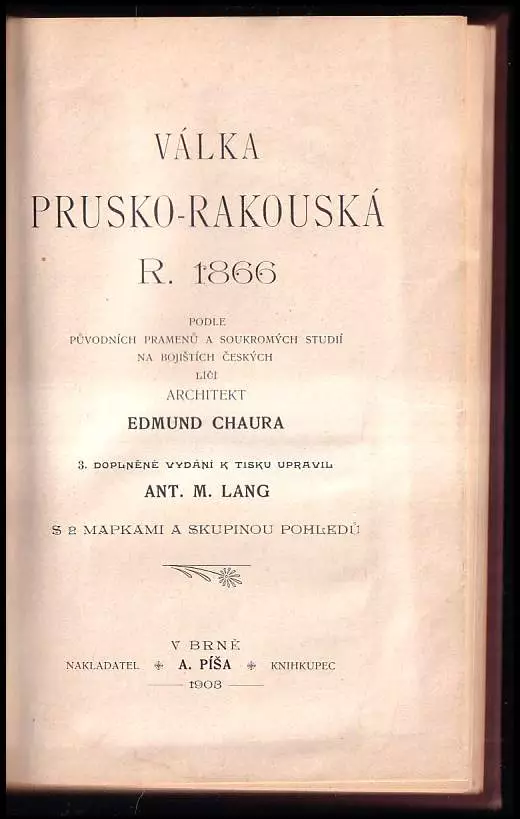 VÁLKA
PRUSKO-RAKOUSKÁ
R. 1866
PODLE
PŮVODNÍCH PRAMENŮ A SOUKROMÝCH STUDIÍ
NA BOJIŠTÍCH ČESKÝCH
LÍČÍ
ARCHITEKT
EDMUND CHAURA
3. DOPLNĚNÉ VYDÁNÍ K TISKU UPRAVIL
ANT. M. LANG
S 2 MAPKAMI A SKUPINOU POHLEDŮ
V BRNĚ
NAKLADATEL A. PÍŠA KNIHKUPEC
1903